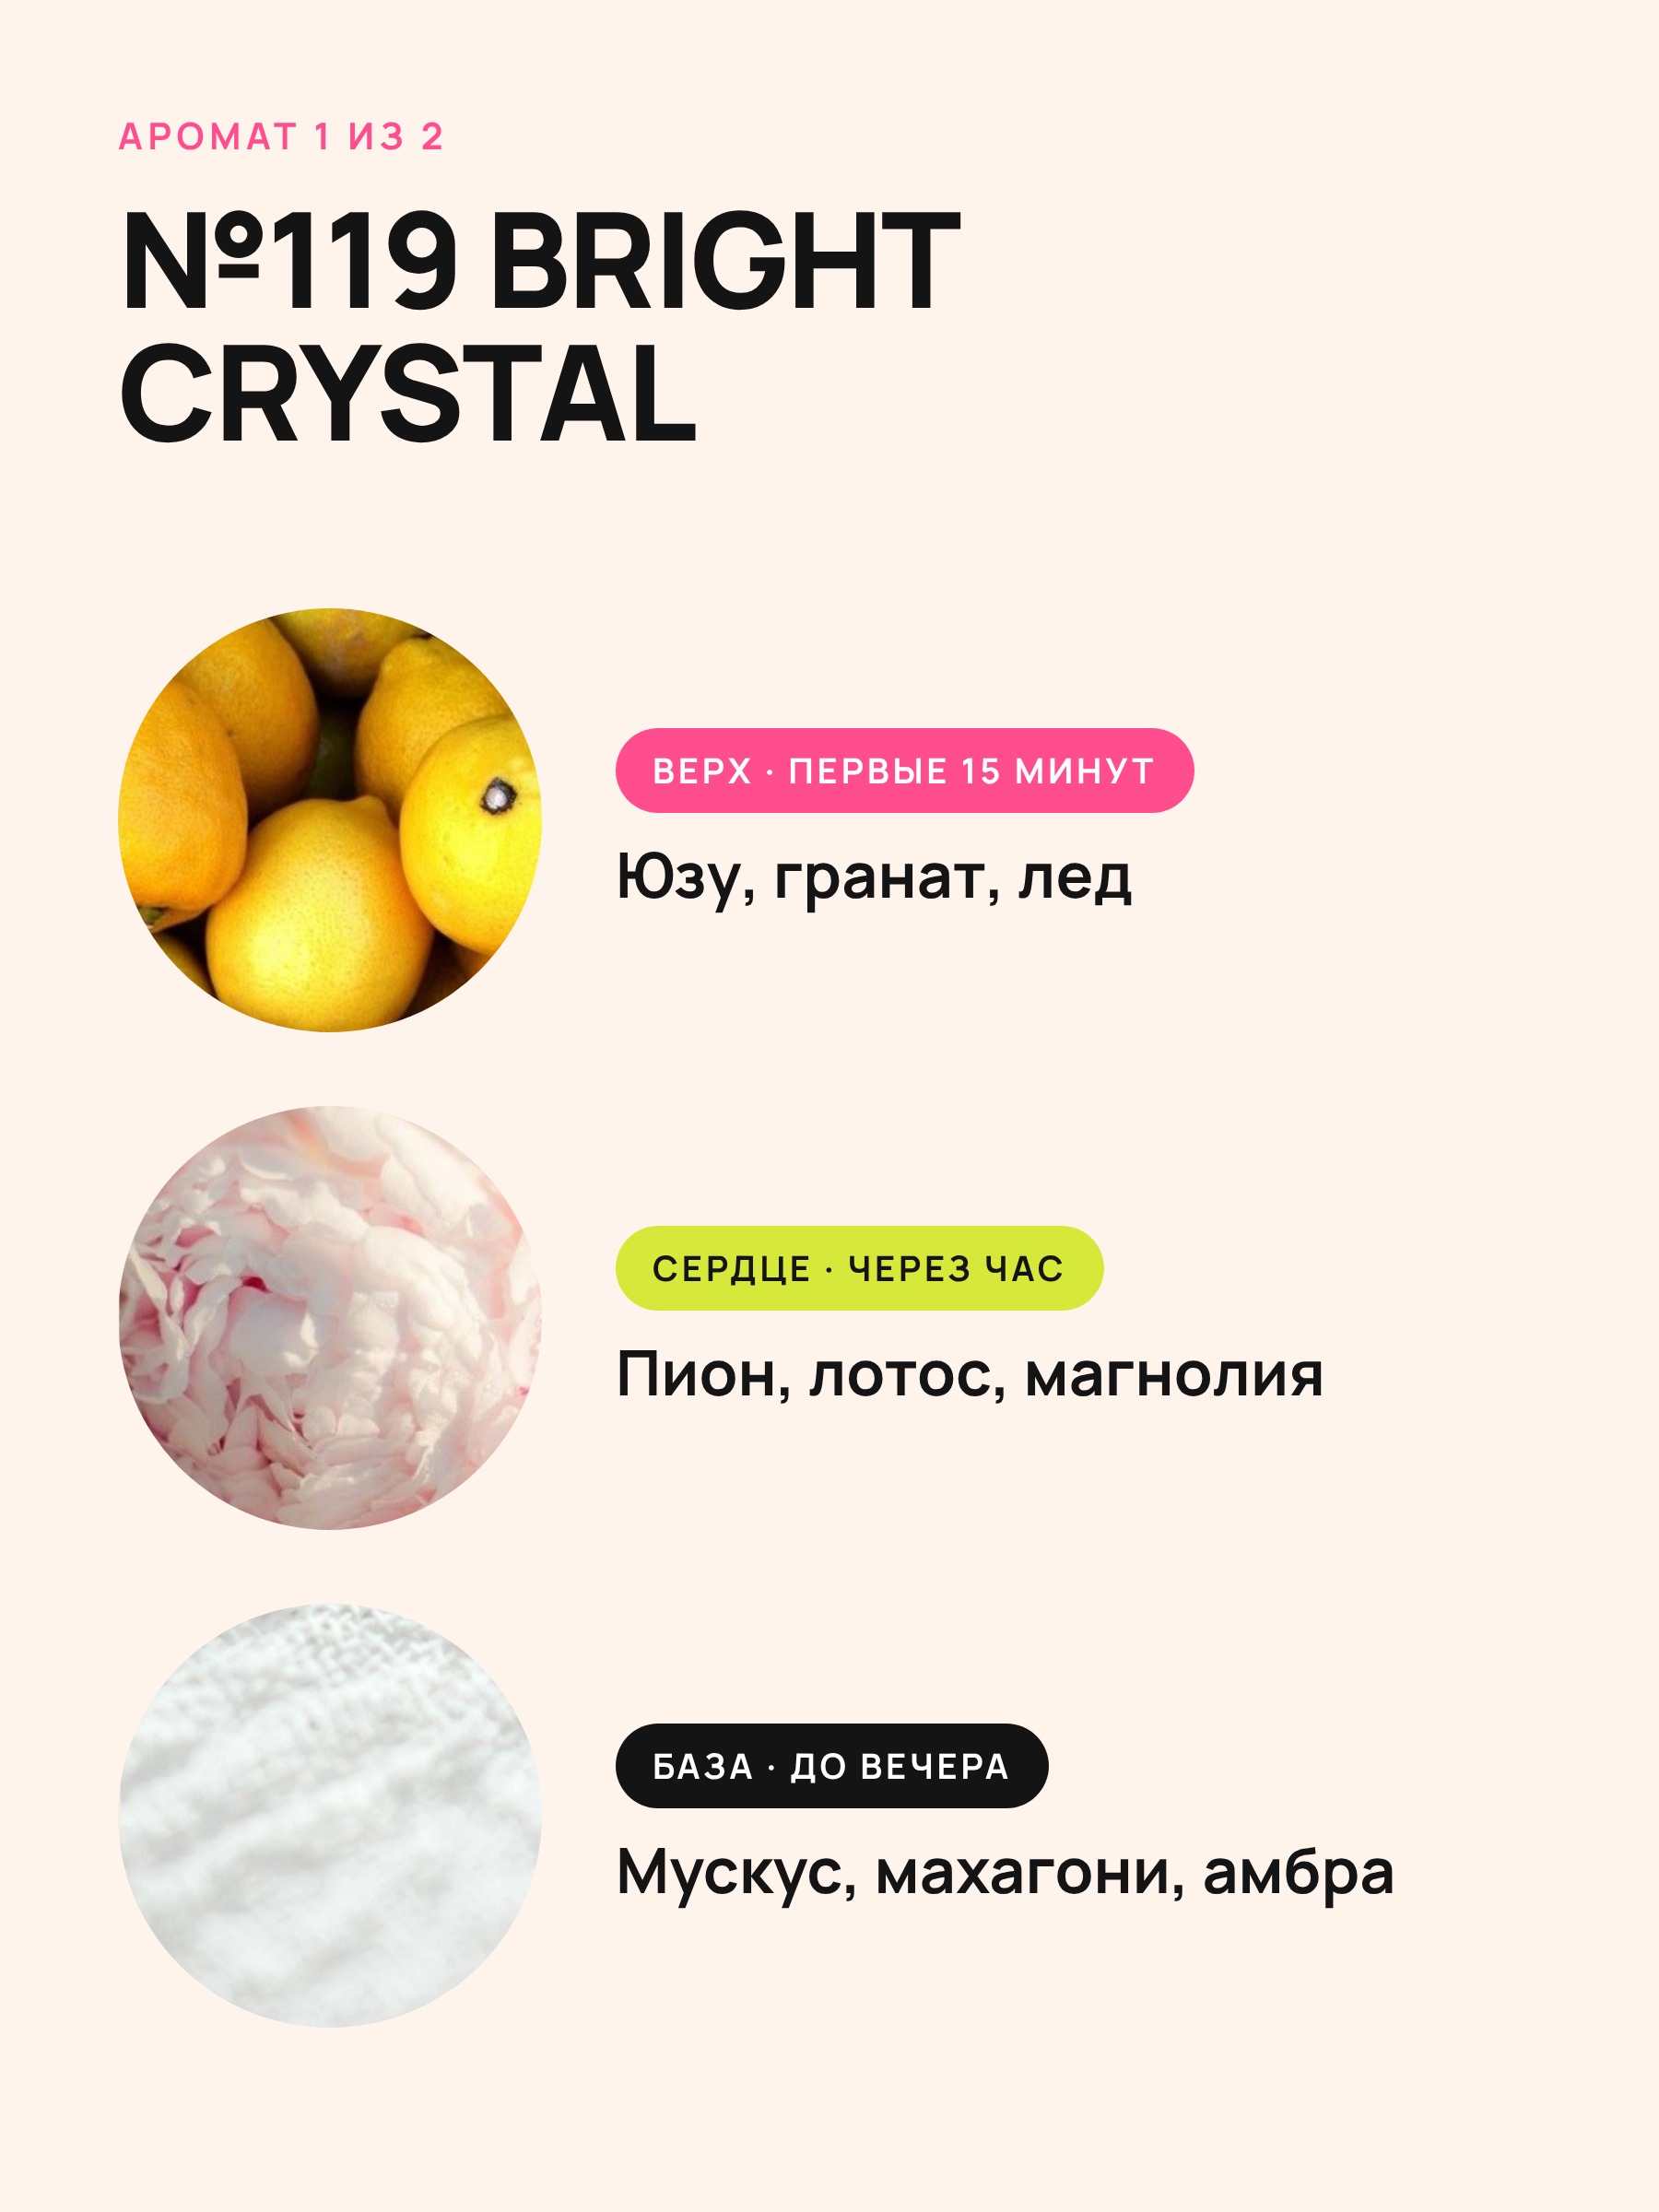 АРОМАТ 1 ИЗ 2
№119 BRIGHT
CRYSTAL
ВЕРХ · ПЕРВЫЕ 15 МИНУТ
Юзу, гранат, лед
СЕРДЦЕ · ЧЕРЕЗ ЧАС
Пион, лотос, магнолия
БАЗА · ДО ВЕЧЕРА
Мускус, махагони, амбра